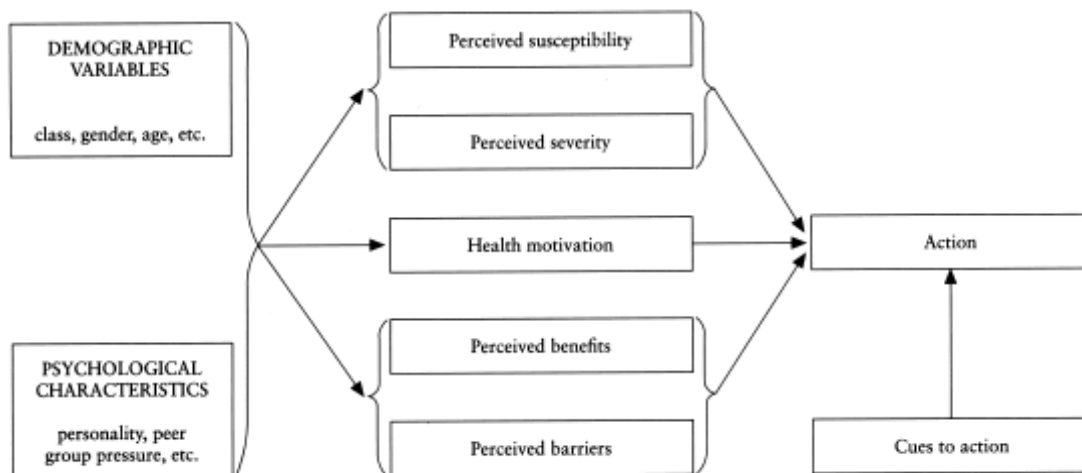 DEMOGRAPHIC
VARIABLES
class, gender, age, etc.
PSYCHOLOGICAL
CHARACTERISTICS
personality, peer
group pressure, etc.
Perceived susceptibility
Perceived severity
Health motivation
Perceived benefits
Perceived barriers
Action
Cues to action